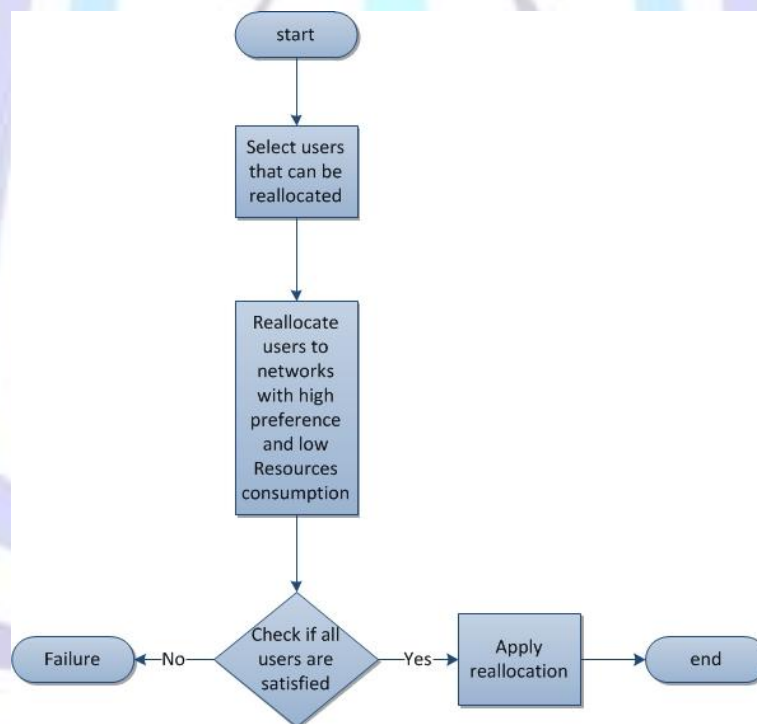 start
Select users
that can be
reallocated
Reallocate
users to
networks
with high
preference
and low
Resources
consumption
Check if all
users are
satisfied
No
Failure
Yes
Apply
reallocation
end